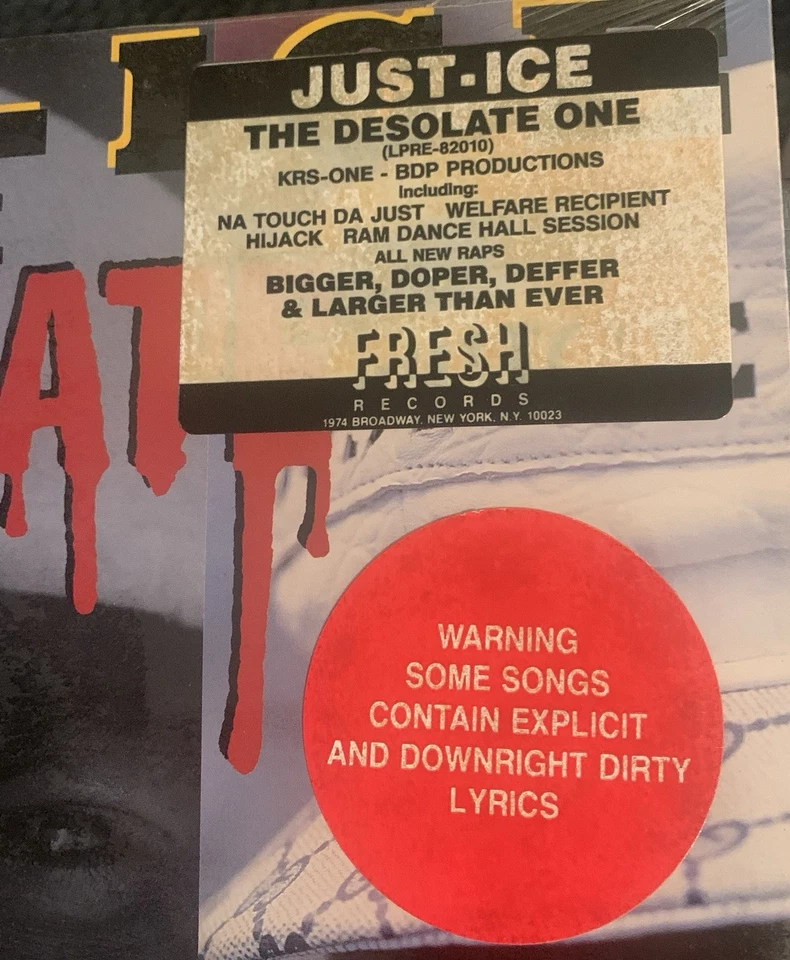 JUST-ICE
THE DESOLATE ONE
(LPRE-82010)
KRS-ONE - BDP PRODUCTIONS
Including:
NA TOUCH DA JUST WELFARE RECIPIENT
HIJACK RAM DANCE HALL SESSION
ALL NEW RAPS
BIGGER, DOPER, DEFFER
& LARGER THAN EVER
FRESH
RECORDS
1974 BROADWAY, NEW YORK, N.Y. 10023
AT
WARNING
SOME SONGS
CONTAIN EXPLICIT
AND DOWNRIGHT DIRTY
LYRICS